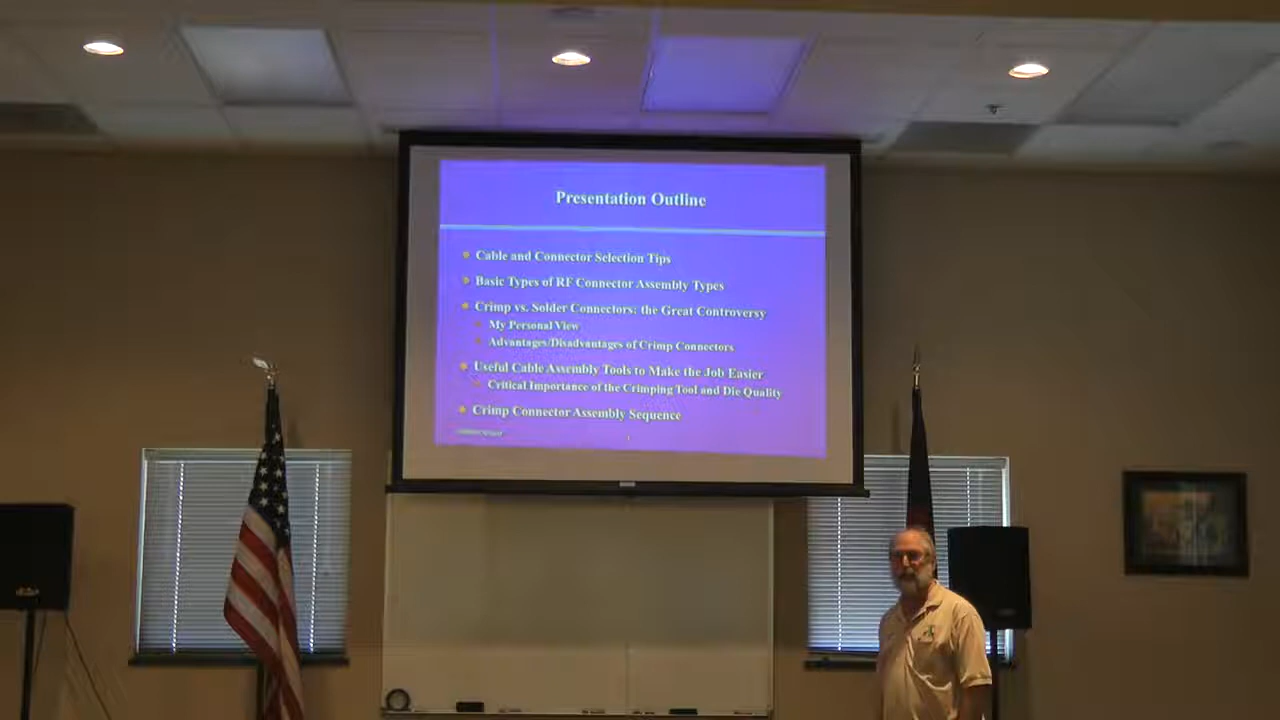 Presentation Outline
Cable and Connector Selection Tips
Basic Types of RF Connector Assembly Types
Crimp vs. Solder Connectors: the Great Controversy
My Personal View
Advantages/Disadvantages of Crimp Connectors
Useful Cable Assembly Tools to Make the Job Easier
Critical Importance of the Crimping Tool and Die Quality
Crimp Connector Assembly Sequence